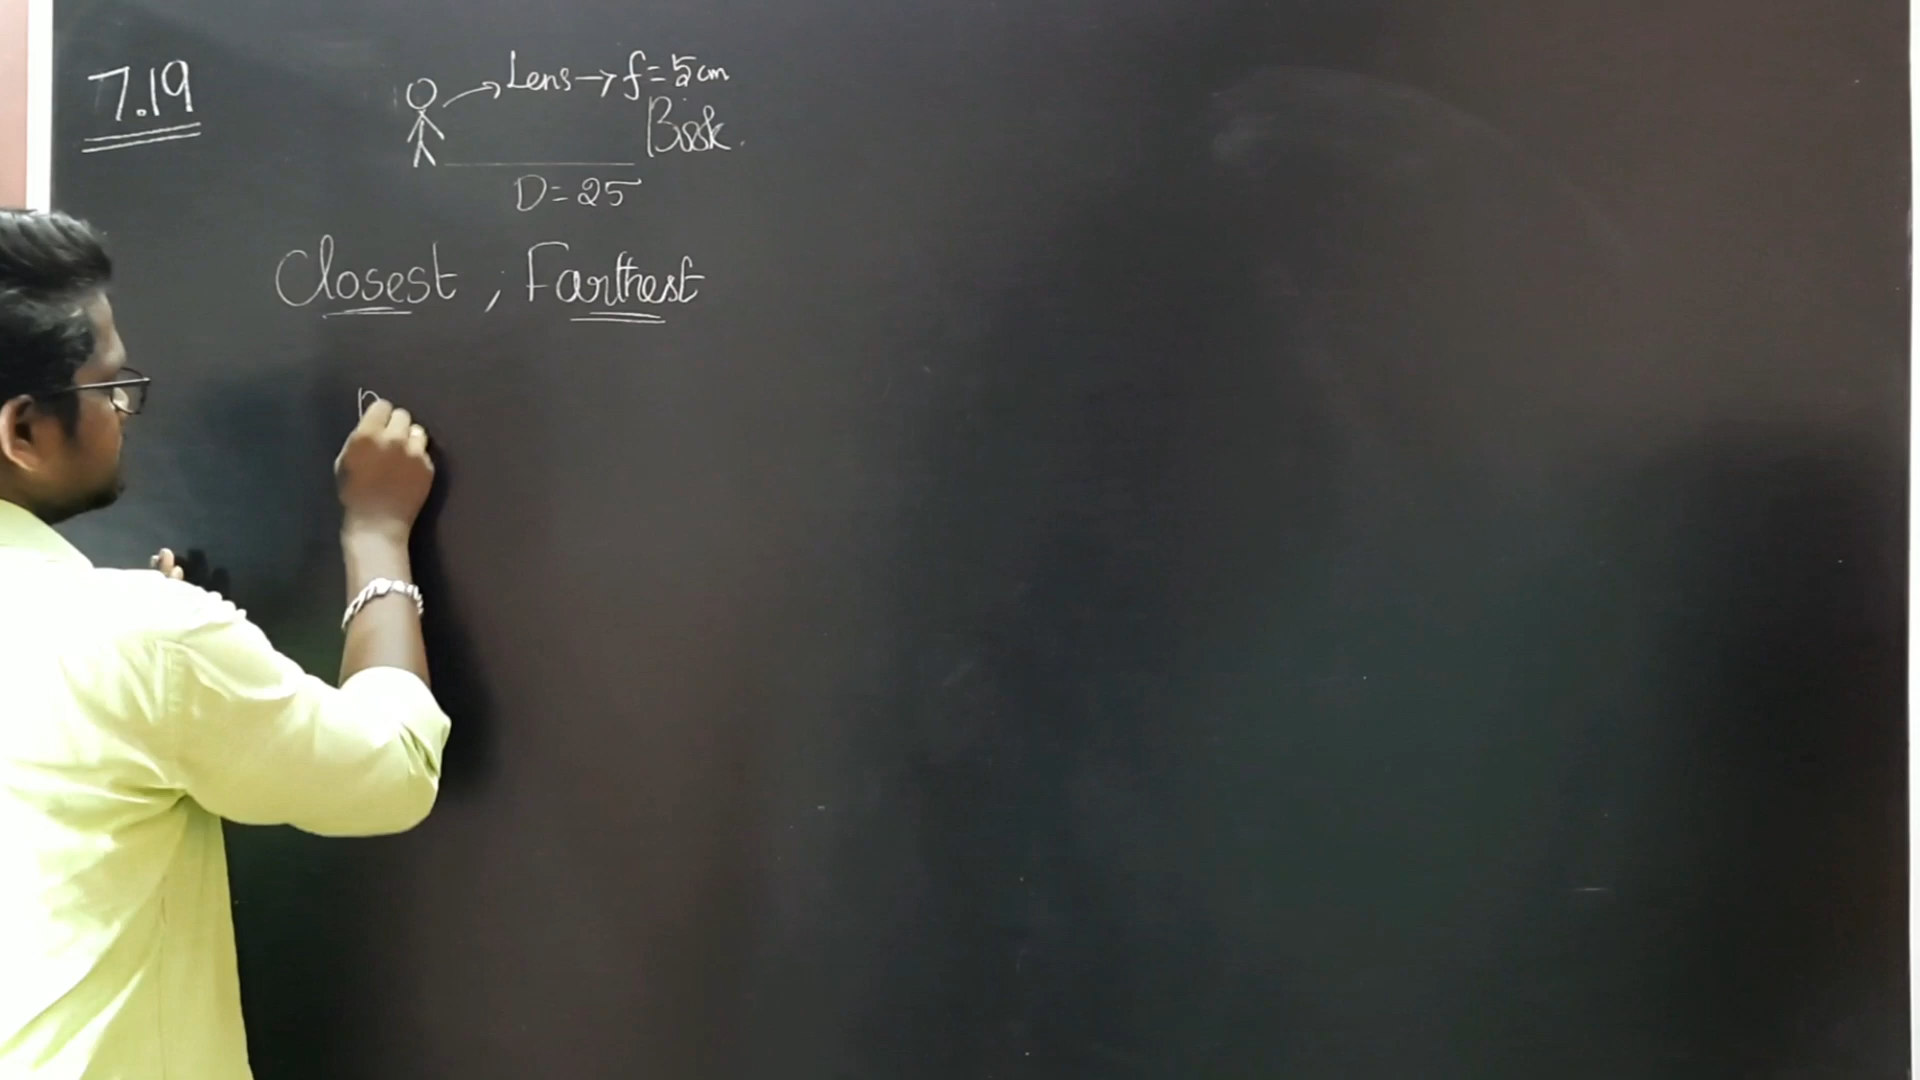 7.19
Lens → f = 5 cm
Book.
D = 25
Closest , Farthest